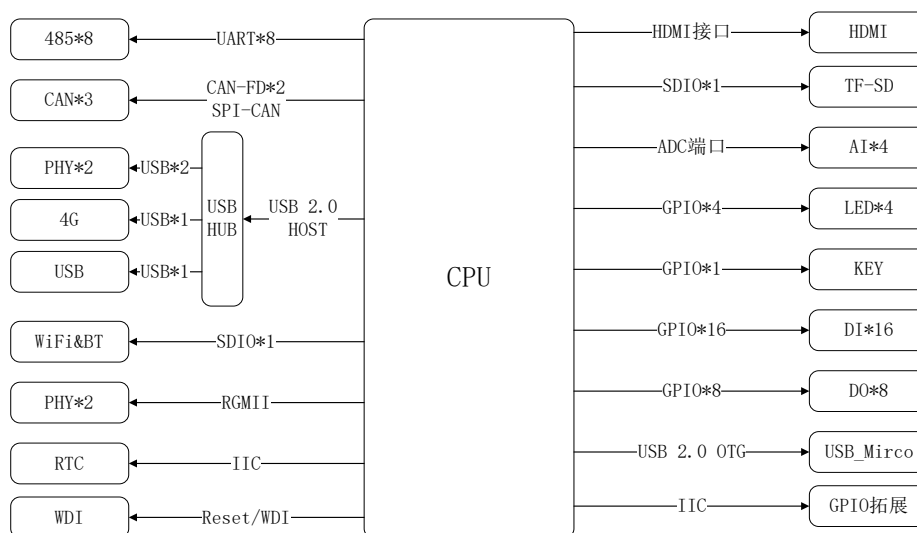 485*8
UART*8
CAN*3
CAN-FD*2
SPI-CAN
PHY*2
USB*2
4G
USB*1
USB
USB*1
USB
HUB
USB 2.0
HOST
WiFi&BT
SDIO*1
PHY*2
RGMII
RTC
IIC
WDI
Reset/WDI
CPU
HDMI接口
HDMI
SDIO*1
TF-SD
ADC端口
AI*4
GPIO*4
LED*4
GPIO*1
KEY
GPIO*16
DI*16
GPIO*8
DO*8
USB 2.0 OTG
USB_Mirco
IIC
GPIO拓展